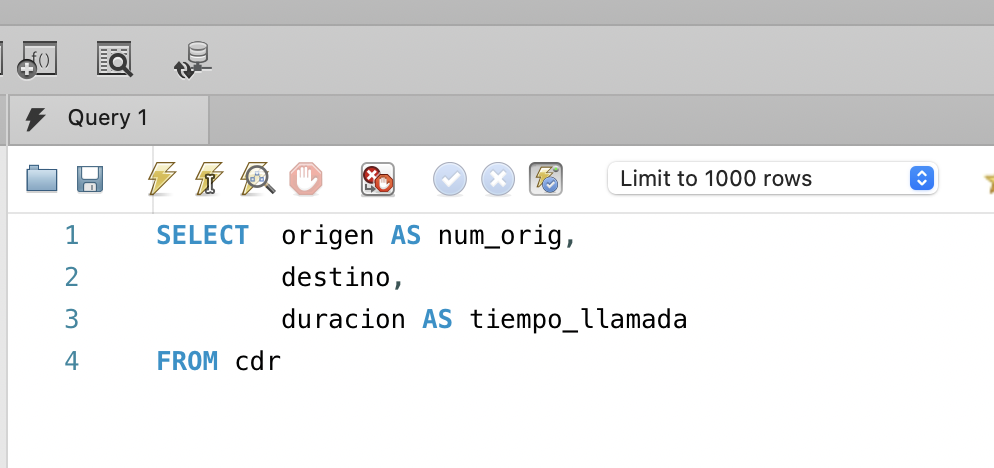 f()
Query 1
Limit to 1000 rows
1 SELECT origen AS num_orig,
2 destino,
3 duracion AS tiempo_llamada
4 FROM cdr